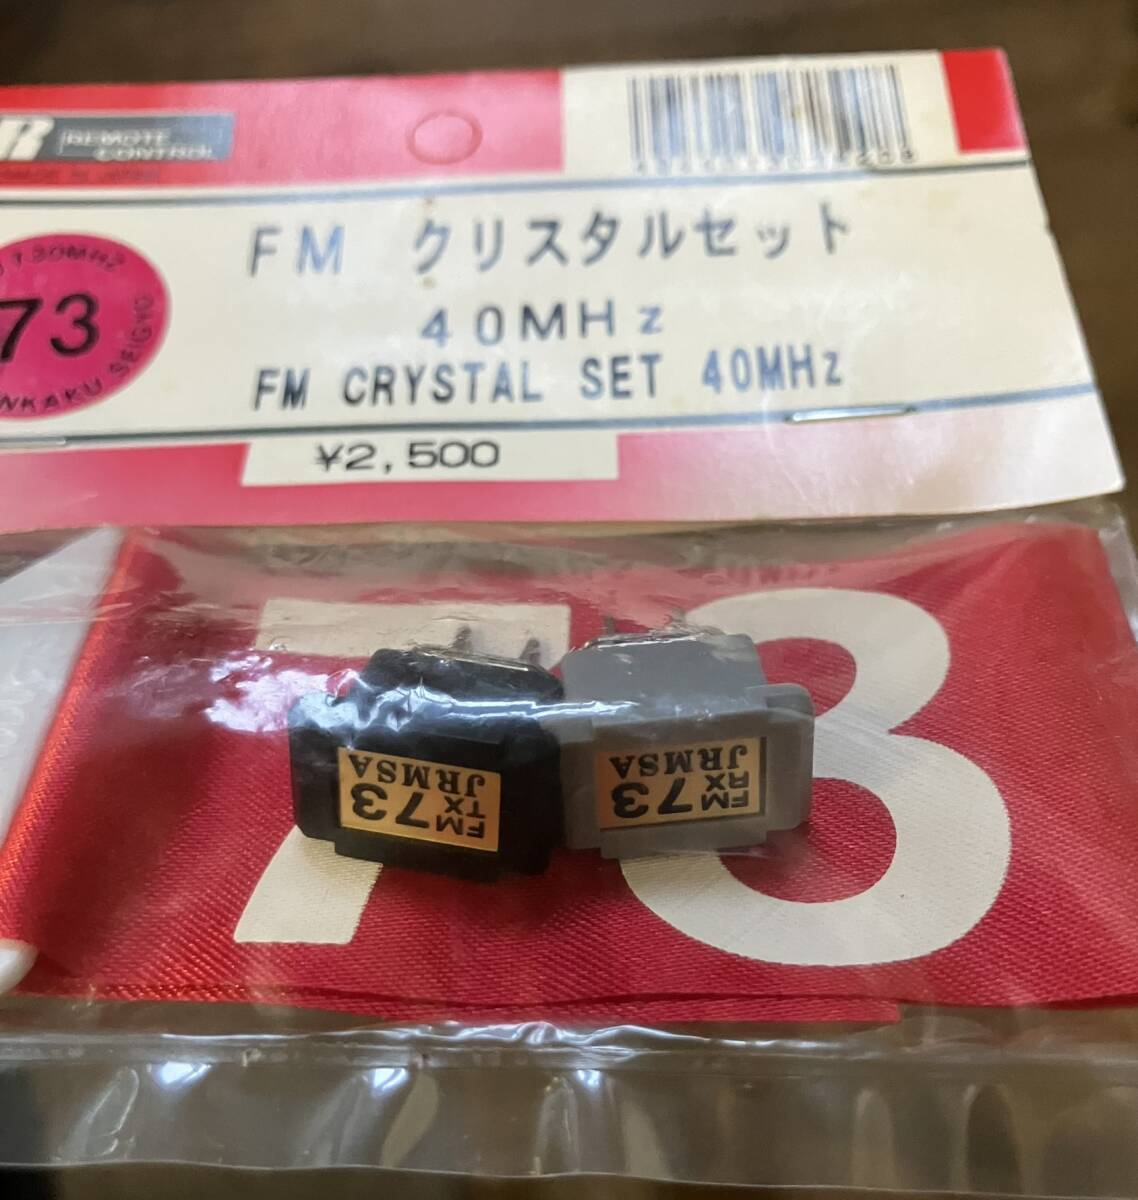 REMOTE
CONTROL
73
FM クリスタルセット
40MHz
FM CRYSTAL SET 40MHz
¥2,500
73
FM
TX
73
JRMSA
FM
RX
73
JRMSA